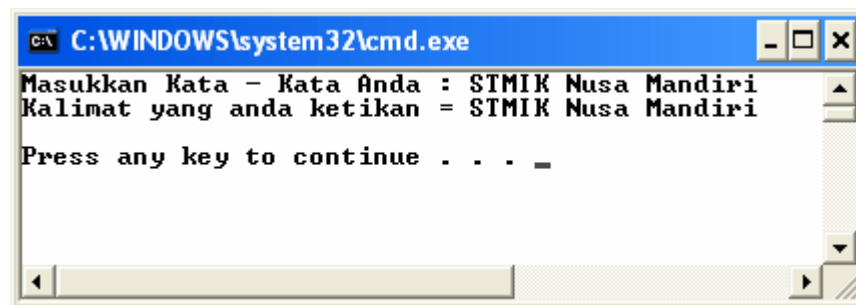 C:\WINDOWS\system32\cmd.exe
Masukkan Kata - Kata Anda : STMIK Nusa Mandiri
Kalimat yang anda ketikan = STMIK Nusa Mandiri
Press any key to continue . . . _